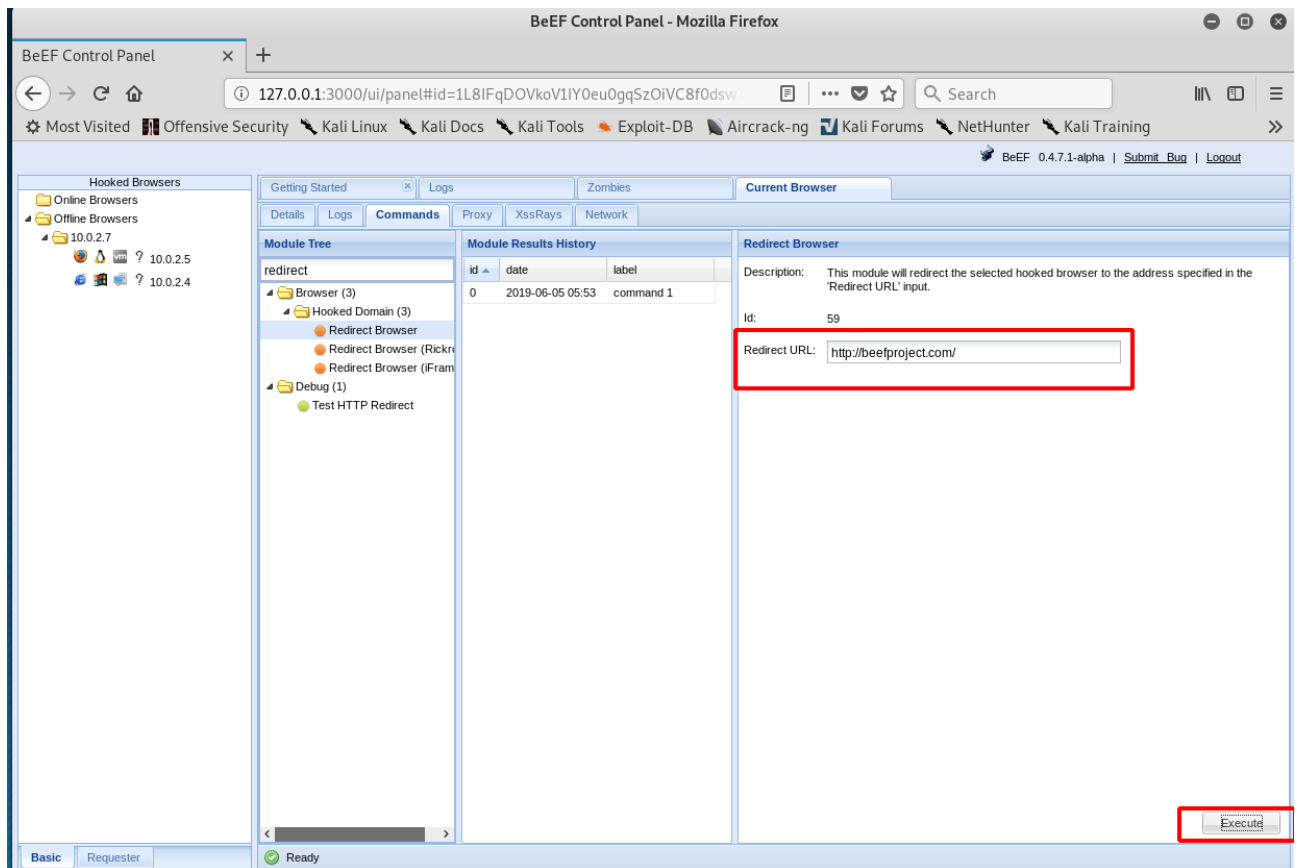 BeEF Control Panel - Mozilla Firefox
BeEF Control Panel
127.0.0.1:3000/ui/panel#id=1L8IFqDOVkoV1IY0eu0gqSzOiVC8f0dsw
Search
Most Visited Offensive Security Kali Linux Kali Docs Kali Tools Exploit-DB Aircrack-ng Kali Forums NetHunter Kali Training
BeEF 0.4.7.1-alpha | Submit Bug | Logout
Hooked Browsers
Online Browsers
Offline Browsers
10.0.2.7
? 10.0.2.5
? 10.0.2.4
Getting Started Logs Zombies Current Browser
Details Logs Commands Proxy XssRays Network
Module Tree
redirect
Browser (3)
Hooked Domain (3)
Redirect Browser
Redirect Browser (Rickro
Redirect Browser (iFram
Debug (1)
Test HTTP Redirect
Module Results History
id date label
0 2019-06-05 05:53 command 1
Redirect Browser
Description: This module will redirect the selected hooked browser to the address specified in the
'Redirect URL' input.
Id: 59
Redirect URL: http://beefproject.com/
Execute
Basic Requester
Ready